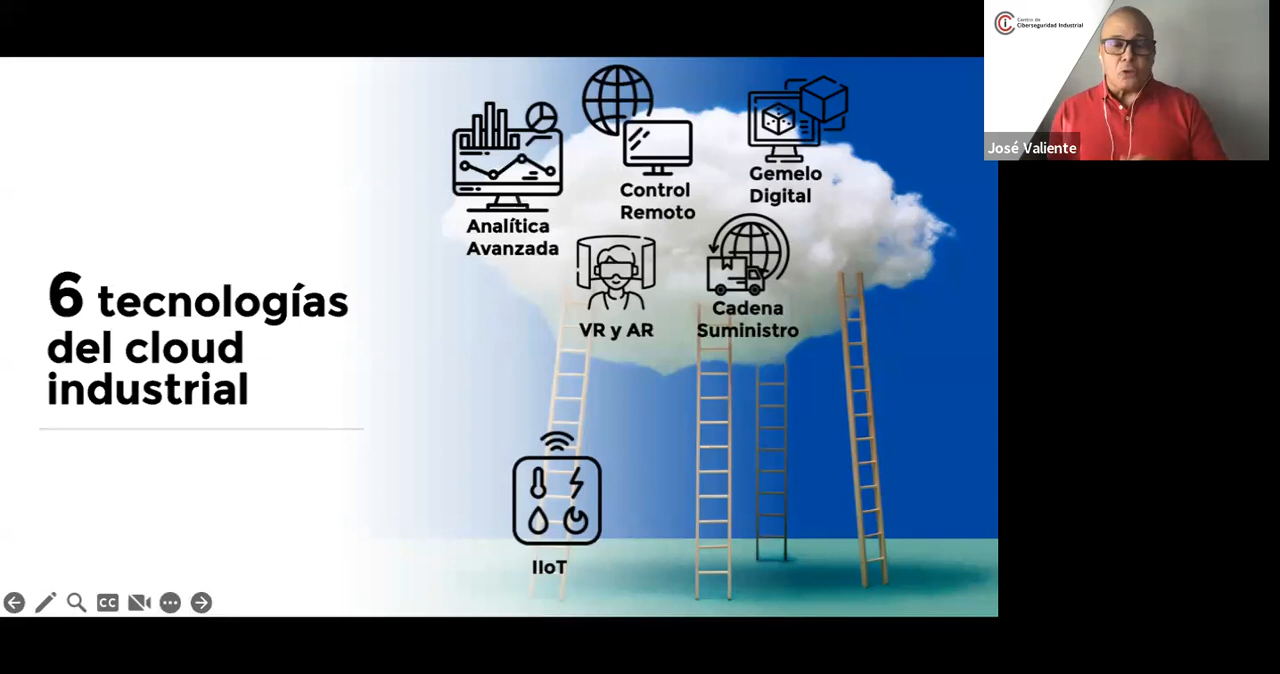 Centro de
Ciberseguridad Industrial
José Valiente
6 tecnologías
del cloud
industrial
Analítica
Avanzada
Control
Remoto
Gemelo
Digital
VR y AR
Cadena
Suministro
IIoT
CC